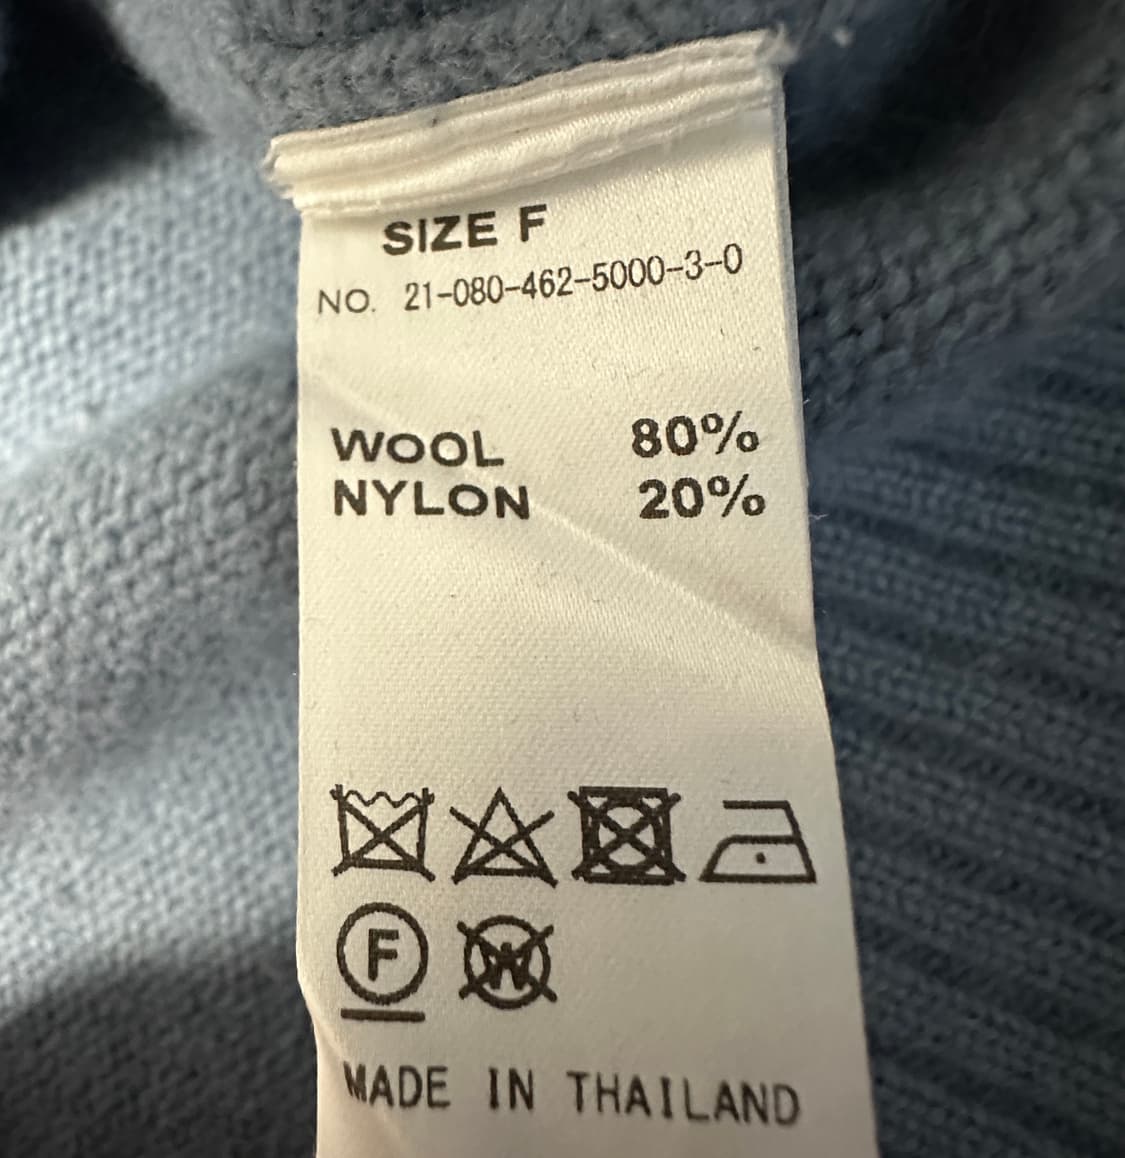 SIZE F
NO. 21-080-462-5000-3-0
WOOL 80%
NYLON 20%
F W
MADE IN THAILAND